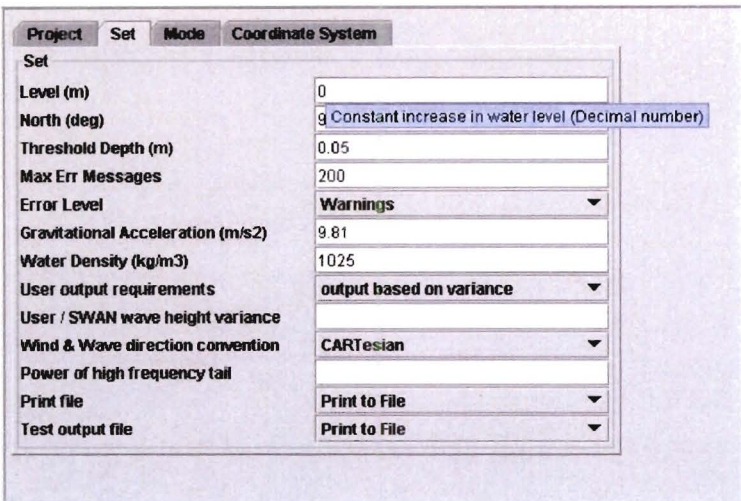 Project Set Mode Coordinate System
Set
Level (m) 0
North (deg) 9 Constant increase in water level (Decimal number)
Threshold Depth (m) 0.05
Max Err Messages 200
Error Level Warnings
Gravitational Acceleration (m/s2) 9.81
Water Density (kg/m3) 1025
User output requirements output based on variance
User / SWAN wave height variance
Wind & Wave direction convention CARTesian
Power of high frequency tail
Print file Print to File
Test output file Print to File